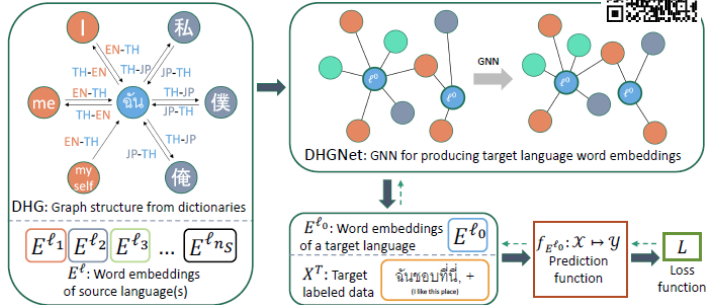 I
私
EN-TH
TH-EN
TH-JP
JP-TH
me
EN-TH
TH-EN
ฉัน
TH-JP
JP-TH
僕
EN-TH
TH-JP
JP-TH
my
self
俺
DHG: Graph structure from dictionaries
E^ℓ1 E^ℓ2 E^ℓ3 ... E^ℓnS
E^ℓ: Word embeddings
of source language(s)
GNN
ℓ0
ℓ0
ℓ0
ℓ0
DHGNet: GNN for producing target language word embeddings
E^ℓ0: Word embeddings
of a target language
E^ℓ0
X^T: Target
labeled data
ฉันชอบที่นี่, +
(I like this place)
f_E^ℓ0: X ↦ Y
Prediction
function
L
Loss
function